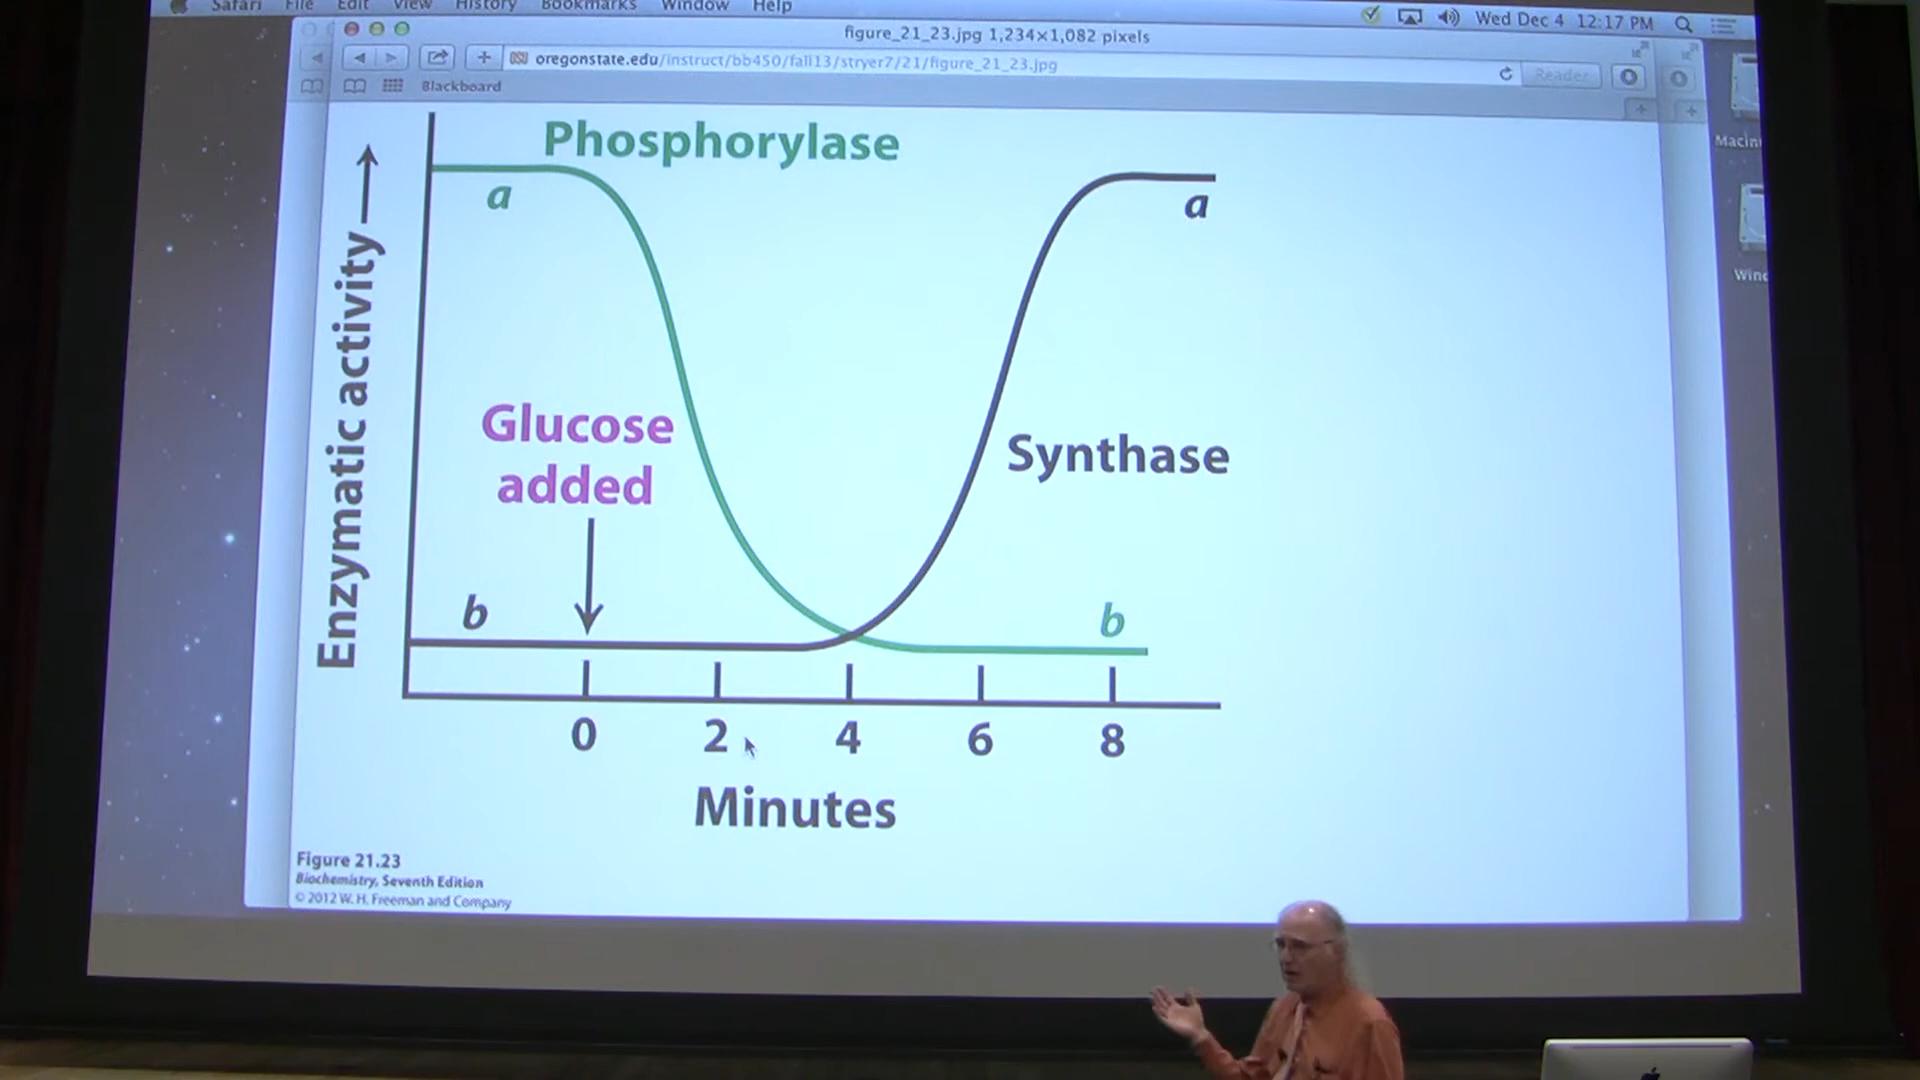 Safari File Edit View History Bookmarks Window Help Wed Dec 4 12:17 PM
figure_21_23.jpg 1,234×1,082 pixels
oregonstate.edu/instruct/bb450/fall13/stryer7/21/figure_21_23.jpg Reader
Blackboard
Phosphorylase
a
a
Enzymatic activity
Glucose
added
Synthase
b
b
0 2 4 6 8
Minutes
Figure 21.23
Biochemistry, Seventh Edition
© 2012 W. H. Freeman and Company